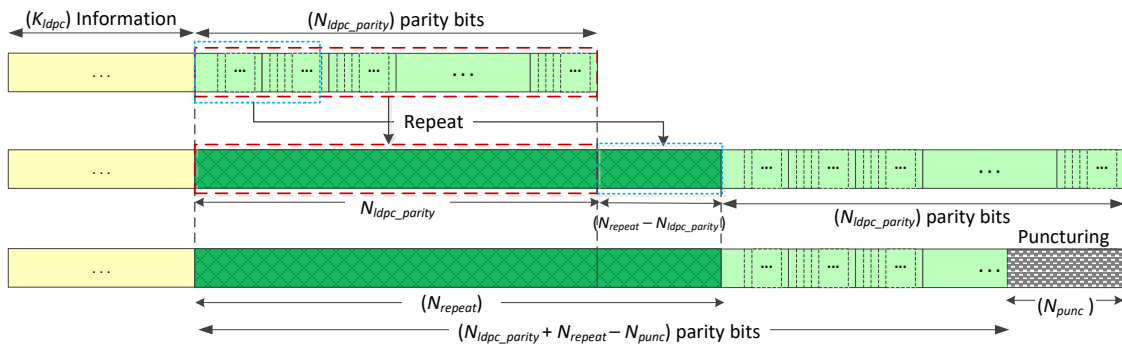 (K_ldpc) Information (N_ldpc_parity) parity bits
... ... ... ... ... ...
Repeat
... ... ... ... ... ...
N_ldpc_parity (N_repeat – N_ldpc_parity) (N_ldpc_parity) parity bits
Puncturing
... ... ... ... ...
(N_repeat) (N_punc )
(N_ldpc_parity + N_repeat – N_punc) parity bits